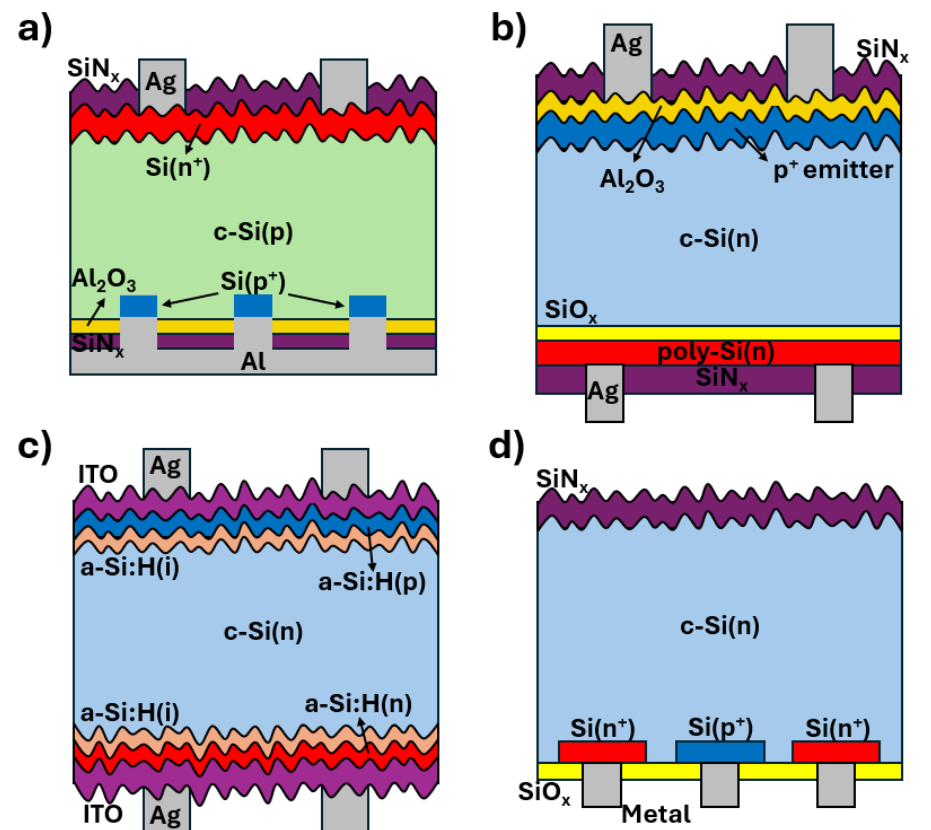 a)
SiNₓ
Ag
Si(n⁺)
c-Si(p)
Al₂O₃
Si(p⁺)
SiNₓ
Al
b)
Ag
SiNₓ
Al₂O₃
p⁺ emitter
c-Si(n)
SiOₓ
poly-Si(n)
SiNₓ
Ag
c)
ITO
Ag
a-Si:H(i)
a-Si:H(p)
c-Si(n)
a-Si:H(n)
a-Si:H(i)
ITO
Ag
d)
SiNₓ
c-Si(n)
Si(n⁺)
Si(p⁺)
Si(n⁺)
SiOₓ
Metal